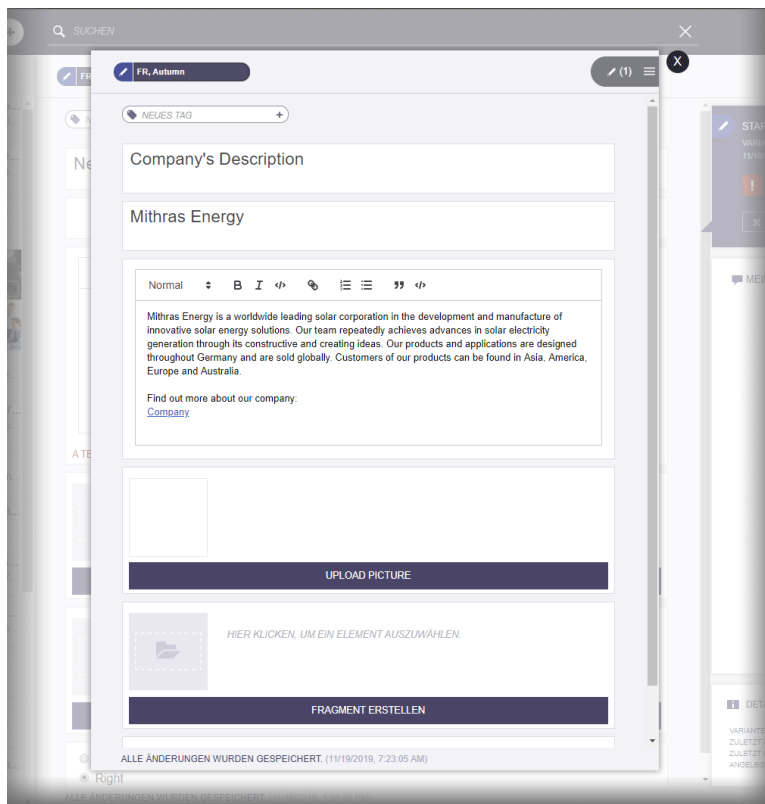 SUCHEN
FR
FR, Autumn
(1)
X
NEUES TAG
Company's Description
Mithras Energy
Normal
Mithras Energy is a worldwide leading solar corporation in the development and manufacture of
innovative solar energy solutions. Our team repeatedly achieves advances in solar electricity
generation through its constructive and creating ideas. Our products and applications are designed
throughout Germany and are sold globally. Customers of our products can be found in Asia, America,
Europe and Australia.
Find out more about our company:
Company
UPLOAD PICTURE
HIER KLICKEN, UM EIN ELEMENT AUSZUWÄHLEN.
FRAGMENT ERSTELLEN
ALLE ÄNDERUNGEN WURDEN GESPEICHERT. (11/19/2019, 7:23:05 AM)
Right